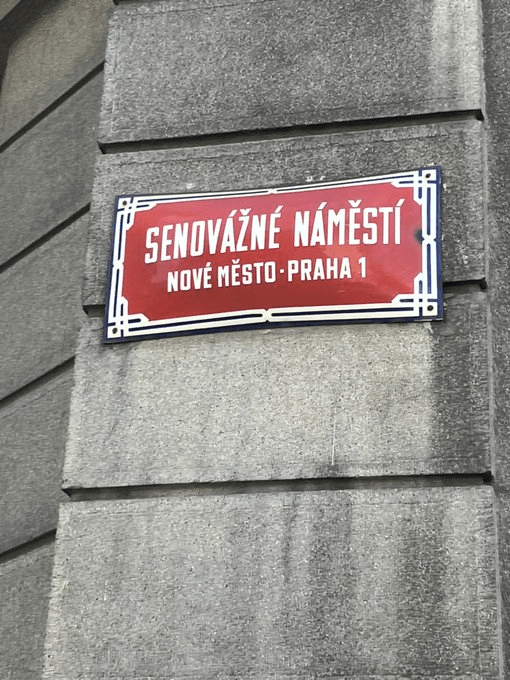 SENOVÁŽNÉ NÁMĚSTÍ
NOVÉ MĚSTO · PRAHA 1